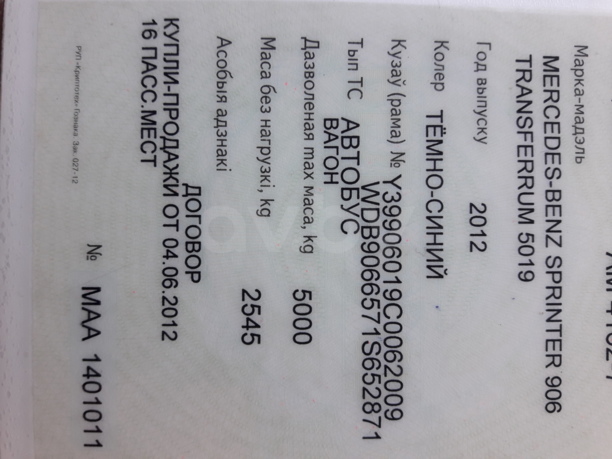 Марка-мадэль
MERCEDES-BENZ SPRINTER 906
TRANSFERRUM 5019
Год выпуску 2012
Колер ТЁМНО-СИНИЙ
Кузаў (рама) № Y39906019C0062009
WDB9066571S652871
Тып ТС АВТОБУС
ВАГОН
Дазволеная max маса, kg 5000
Маса без нагрузкі, kg 2545
Асобыя адзнакі
ДОГОВОР
КУПЛИ-ПРОДАЖИ ОТ 04.06.2012
16 ПАСС.МЕСТ
№ МАА 1401011